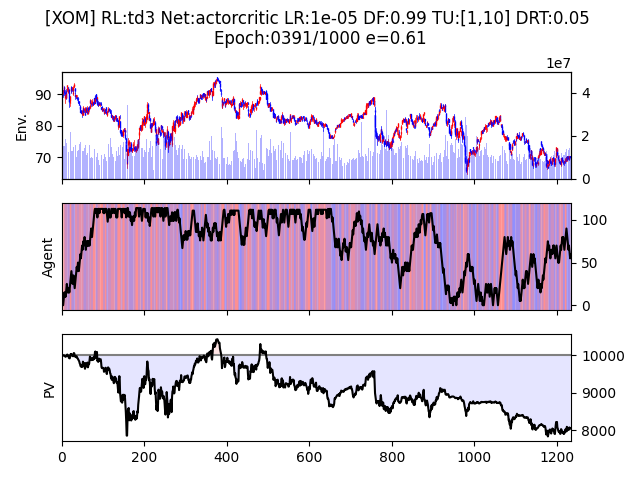 [XOM] RL:td3 Net:actorcritic LR:1e-05 DF:0.99 TU:[1,10] DRT:0.05
Epoch:0391/1000 e=0.61
1e7
Env.
90
80
70
4
2
0
Agent
100
50
0
PV
10000
9000
8000
0 200 400 600 800 1000 1200